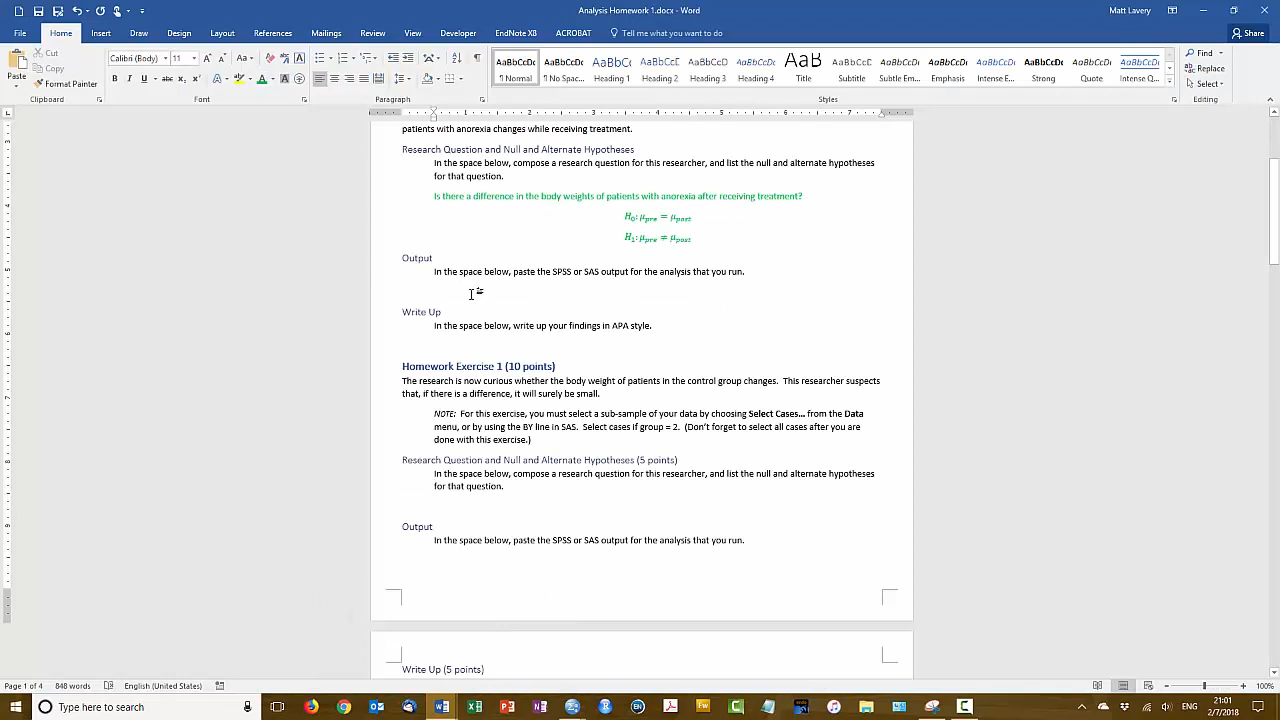 Analysis Homework 1.docx - Word
Matt Lavery
File Home Insert Draw Design Layout References Mailings Review View Developer EndNote X8 ACROBAT Tell me what you want to do Share
Paste
Cut
Copy
Format Painter
Clipboard
Calibri (Body) 11
Font
Paragraph
AaBbCcDc AaBbCcDc AaBbC AaBbCcD AaBbCcD AaBbCcDc AaB AaBbCcD AaBbCcDc AaBbCcDc AaBbCcDc AaBbCcDc AaBbCcDc AaBbCcDc
¶ Normal ¶ No Spac... Heading 1 Heading 2 Heading 3 Heading 4 Title Subtitle Subtle Em... Emphasis Intense E... Strong Quote Intense Q...
Styles
Find
Replace
Select
Editing
patients with anorexia changes while receiving treatment.
Research Question and Null and Alternate Hypotheses
In the space below, compose a research question for this researcher, and list the null and alternate hypotheses
for that question.
Is there a difference in the body weights of patients with anorexia after receiving treatment?
H0: μpre = μpost
H1: μpre ≠ μpost
Output
In the space below, paste the SPSS or SAS output for the analysis that you run.
Write Up
In the space below, write up your findings in APA style.
Homework Exercise 1 (10 points)
The research is now curious whether the body weight of patients in the control group changes. This researcher suspects
that, if there is a difference, it will surely be small.
NOTE: For this exercise, you must select a sub-sample of your data by choosing Select Cases... from the Data
menu, or by using the BY line in SAS. Select cases if group = 2. (Don't forget to select all cases after you are
done with this exercise.)
Research Question and Null and Alternate Hypotheses (5 points)
In the space below, compose a research question for this researcher, and list the null and alternate hypotheses
for that question.
Output
In the space below, paste the SPSS or SAS output for the analysis that you run.
Write Up (5 points)
Page 1 of 4 848 words English (United States) 100%
Type here to search
21:01
2/7/2018